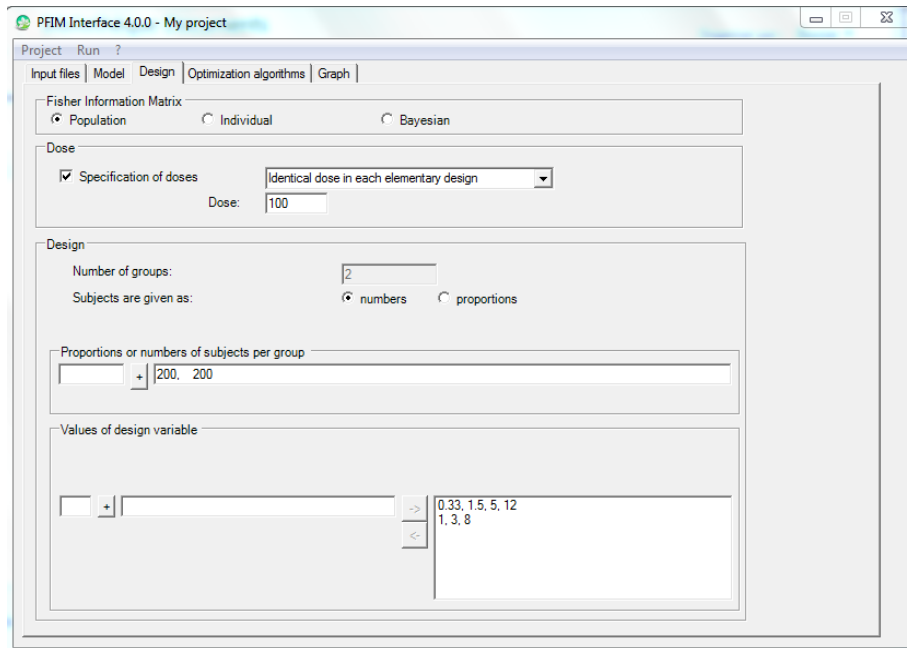 PFIM Interface 4.0.0 - My project
Project Run ?
Input files Model Design Optimization algorithms Graph
Fisher Information Matrix
Population Individual Bayesian
Dose
Specification of doses Identical dose in each elementary design
Dose: 100
Design
Number of groups: 2
Subjects are given as: numbers proportions
Proportions or numbers of subjects per group
+ 200, 200
Values of design variable
+ -> 0.33, 1.5, 5, 12
1, 3, 8
<-